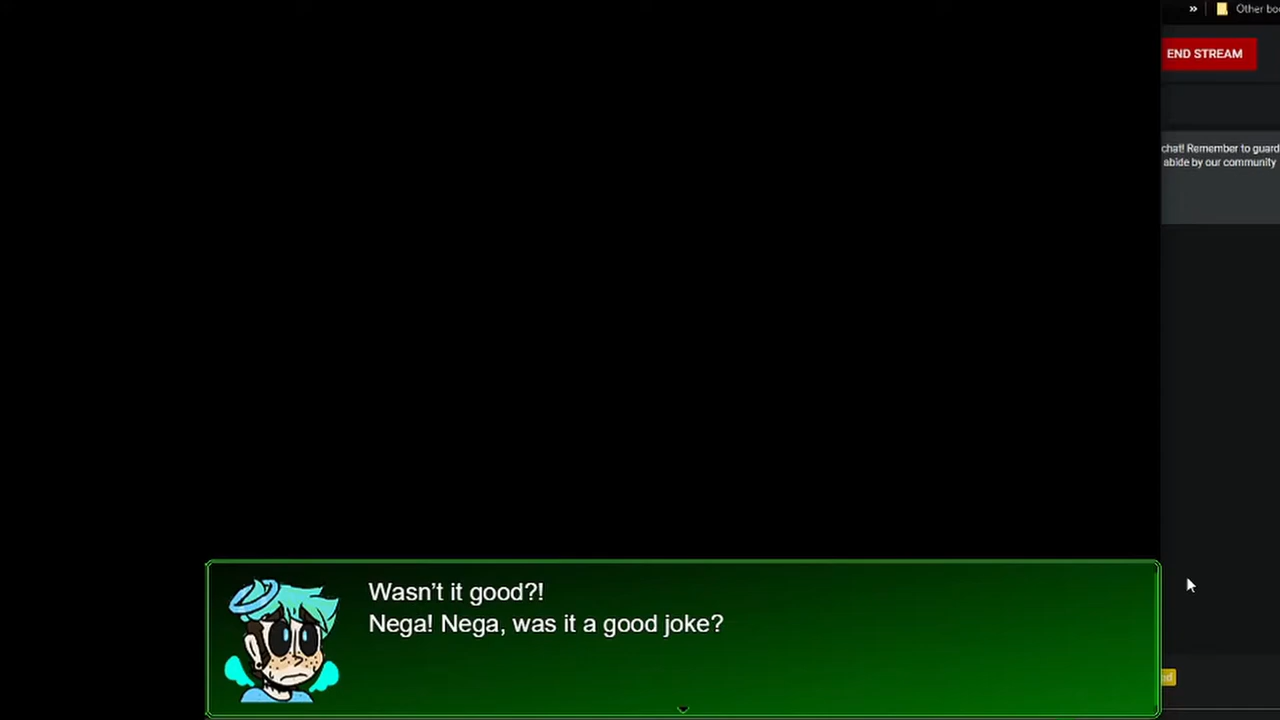 »
Other bo
END STREAM
chat! Remember to guard
abide by our community
Wasn't it good?!
Nega! Nega, was it a good joke?